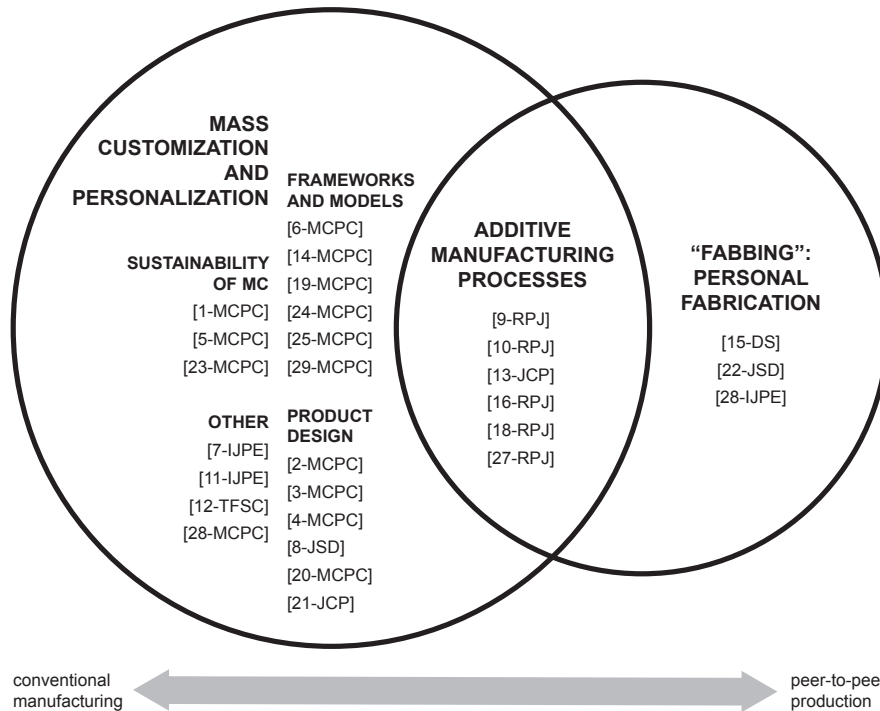 MASS
CUSTOMIZATION
AND
PERSONALIZATION
SUSTAINABILITY
OF MC
[1-MCPC]
[5-MCPC]
[23-MCPC]
OTHER
[7-IJPE]
[11-IJPE]
[12-TFSC]
[28-MCPC]
FRAMEWORKS
AND MODELS
[6-MCPC]
[14-MCPC]
[19-MCPC]
[24-MCPC]
[25-MCPC]
[29-MCPC]
PRODUCT
DESIGN
[2-MCPC]
[3-MCPC]
[4-MCPC]
[8-JSD]
[20-MCPC]
[21-JCP]
ADDITIVE
MANUFACTURING
PROCESSES
[9-RPJ]
[10-RPJ]
[13-JCP]
[16-RPJ]
[18-RPJ]
[27-RPJ]
“FABBING”:
PERSONAL
FABRICATION
[15-DS]
[22-JSD]
[28-IJPE]
conventional
manufacturing
peer-to-pee
production